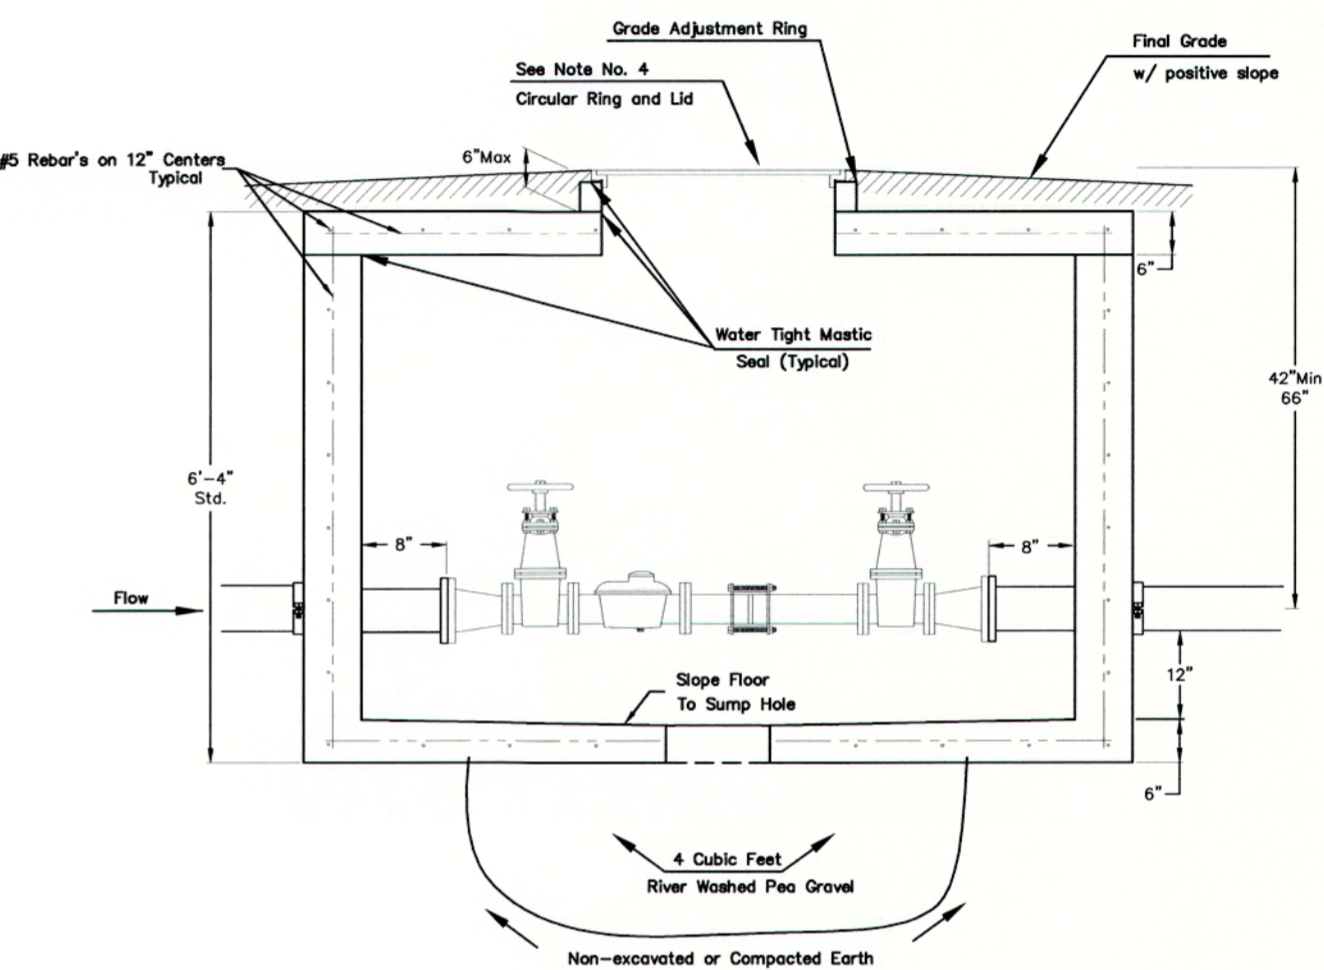 Grade Adjustment Ring
Final Grade
w/ positive slope
See Note No. 4
Circular Ring and Lid
6"Max
#5 Rebar's on 12" Centers
Typical
6"
Water Tight Mastic
Seal (Typical)
42"Min
66"
6'-4"
Std.
8"
8"
Flow
12"
Slope Floor
To Sump Hole
6"
4 Cubic Feet
River Washed Pea Gravel
Non-excavated or Compacted Earth